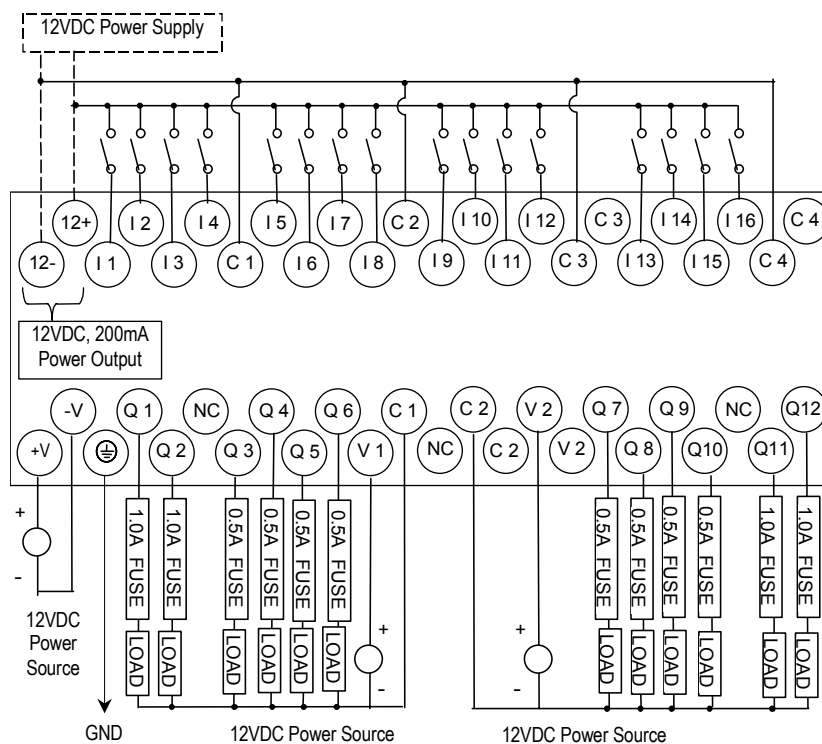 12VDC Power Supply
12+ I 2 I 4 I 5 I 7 C 2 I 10 I 12 C 3 I 14 I 16 C 4
12- I 1 I 3 C 1 I 6 I 8 I 9 I 11 C 3 I 13 I 15 C 4
12VDC, 200mA
Power Output
-V Q 1 NC Q 4 Q 6 C 1 C 2 V 2 Q 7 Q 9 NC Q12
+V Q 2 Q 3 Q 5 V 1 NC C 2 V 2 Q 8 Q10 Q11
+ 1.0A FUSE 1.0A FUSE 0.5A FUSE 0.5A FUSE 0.5A FUSE 0.5A FUSE 0.5A FUSE 0.5A FUSE 0.5A FUSE 0.5A FUSE 1.0A FUSE 1.0A FUSE
-
12VDC
Power
Source
+ +
LOAD LOAD LOAD LOAD LOAD LOAD LOAD LOAD LOAD LOAD LOAD LOAD
- -
GND 12VDC Power Source 12VDC Power Source